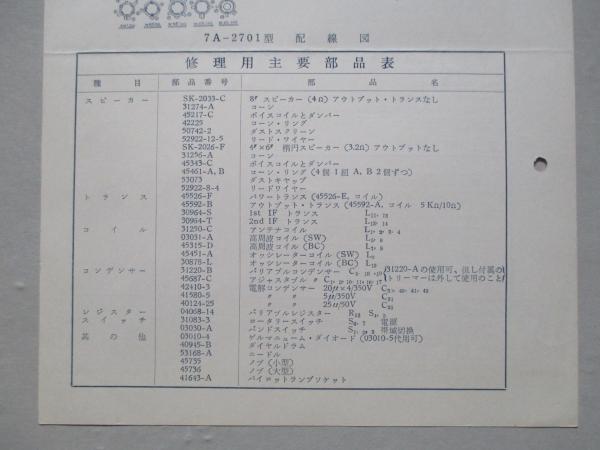 7A-2701型 配線図
修理用主要部品表
種目 部品番号 部品名
スピーカー SK-2033-C 8" スピーカー (4Ω) アウトプット・トランスなし
31274-A コーン
45217-C ボイスコイルとダンパー
42225 コーン・リング
50742-2 ダストスクリーン
52922-12-5 リード・ワイヤー
SK-2026-F 4"×6" 楕円スピーカー (3.2Ω) アウトプットなし
31256-A コーン
45343-C ボイスコイルとダンパー
45461-A, B コーン・リング (4個1組 A, B 2個ずつ)
53073 ダストキャップ
52922-8-4 リードワイヤー
トランス 45526-F パワートランス (45526-E, コイル)
45592-B アウトプット・トランス (45592-A, コイル 5KΩ/10Ω)
30964-S 1st IF トランス
30964-T 2nd IF トランス
コイル 31250-C アンテナコイル L1, 2, 3, 4
03031-A 高周波コイル (SW)
45315-D 高周波コイル (BC)
45451-A オッシレーターコイル (SW)
30878-L オッシレーターコイル (BC)
コンデンサー 31220-B バリアブルコンデンサー (31220-Aの使用可、但し付属の
45687-C アジャスタブル 〃 トリーマーは外して使用のこと)
42410-3 電解コンデンサー 20μ×4/350V
41580-5 〃 〃 5μ/350V
40124-25 〃 〃 25μ/50V
レジスター 04068-14 バリアブルレジスター
スイッチ 31083-3 ロータリースイッチ 電源
03030-A バンドスイッチ 帯域切換
其の他 03010-4 ゲルマニューム・ダイオード (03010-5代用可)
40945-B ダイヤルドラム
53168-A ニードル
45735 ノブ (小型)
45736 ノブ (大型)
41643-A パイロットランプソケット